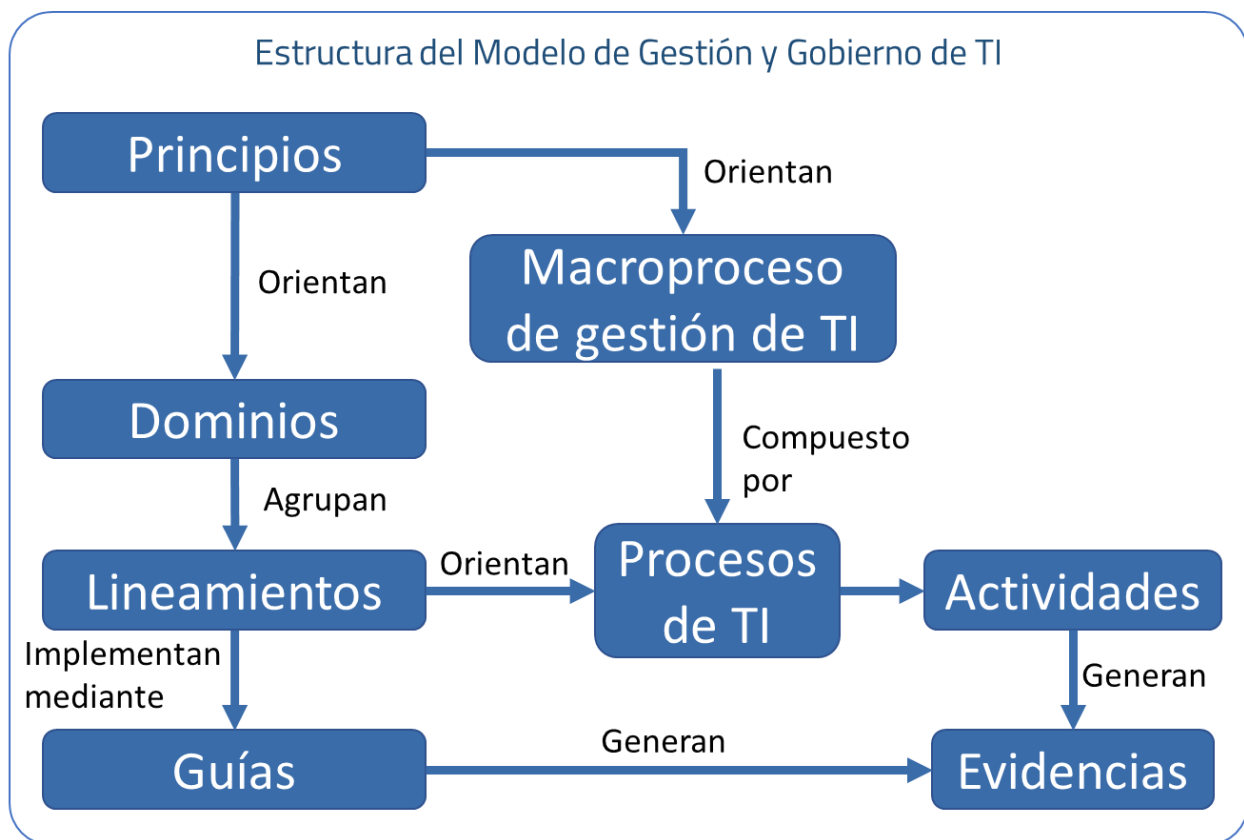 Estructura del Modelo de Gestión y Gobierno de TI
Principios
Orientan
Orientan
Macroproceso
de gestión de TI
Dominios
Compuesto
por
Agrupan
Lineamientos
Orientan
Procesos
de TI
Actividades
Implementan
mediante
Generan
Guías
Generan
Evidencias